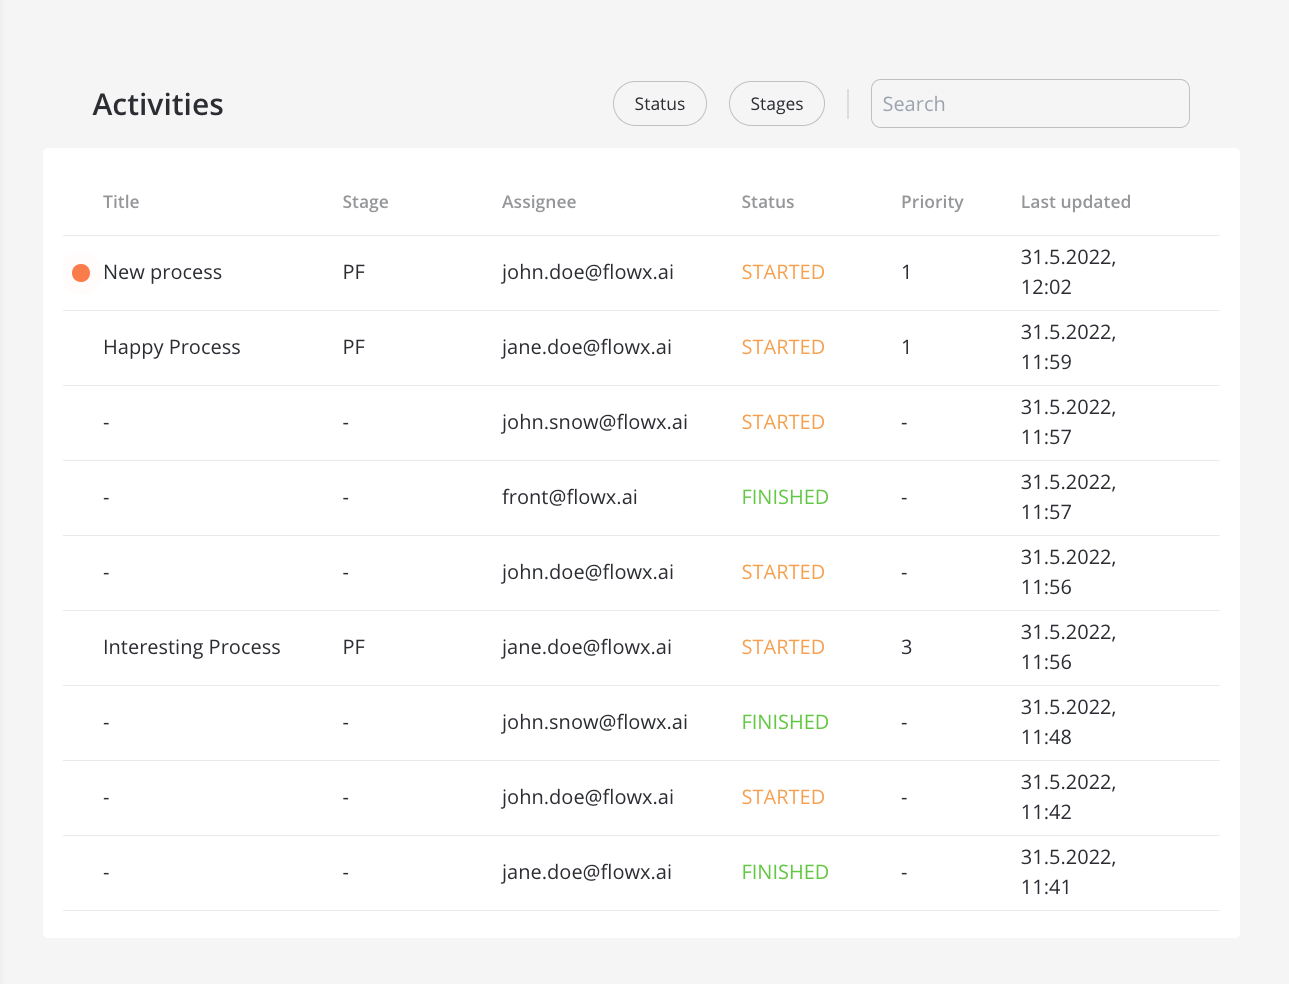 Activities
Status
Stages
Search
Title Stage Assignee Status Priority Last updated
New process PF john.doe@flowx.ai STARTED 1 31.5.2022,
12:02
Happy Process PF jane.doe@flowx.ai STARTED 1 31.5.2022,
11:59
- - john.snow@flowx.ai STARTED - 31.5.2022,
11:57
- - front@flowx.ai FINISHED - 31.5.2022,
11:57
- - john.doe@flowx.ai STARTED - 31.5.2022,
11:56
Interesting Process PF jane.doe@flowx.ai STARTED 3 31.5.2022,
11:56
- - john.snow@flowx.ai FINISHED - 31.5.2022,
11:48
- - john.doe@flowx.ai STARTED - 31.5.2022,
11:42
- - jane.doe@flowx.ai FINISHED - 31.5.2022,
11:41